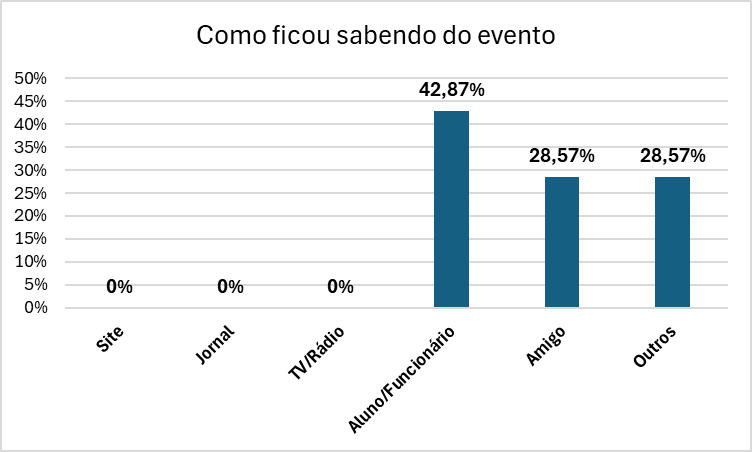 Como ficou sabendo do evento
50%
45%
40%
35%
30%
25%
20%
15%
10%
5%
0%
0%
0%
0%
42,87%
28,57%
28,57%
Site
Jornal
TV/Rádio
Aluno/Funcionário
Amigo
Outros